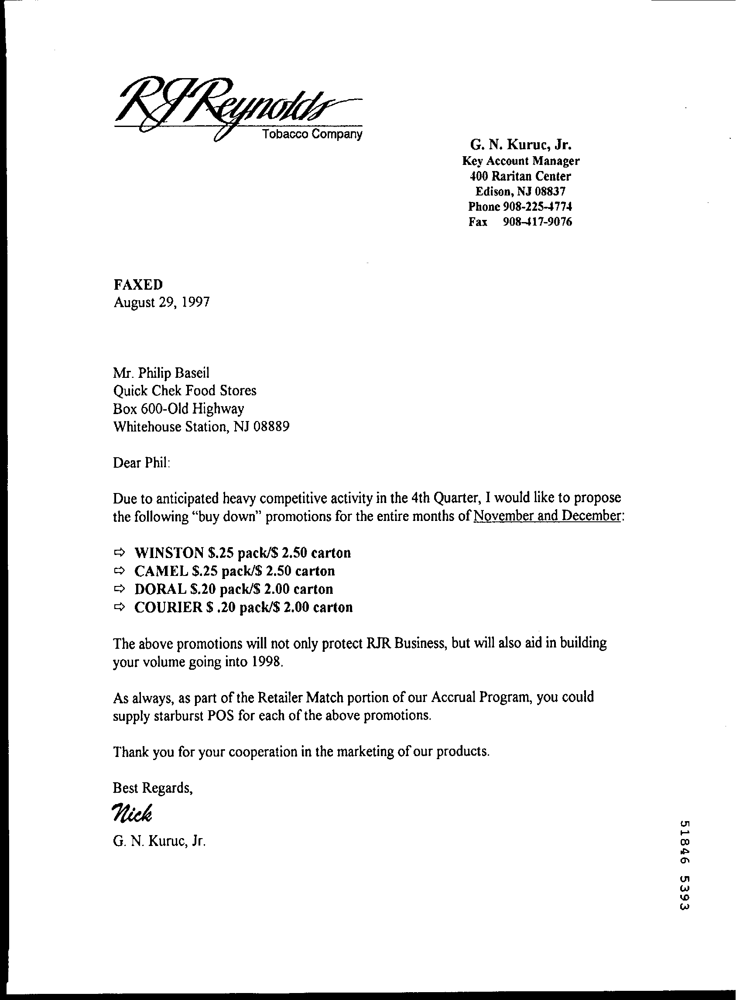 RJReynolds
Tobacco Company
G. N. Kuruc, Jr.
Key Account Manager
400 Raritan Center
Edison, NJ 08837
Phone 908-225-4774
Fax 908-417-9076
FAXED
August 29, 1997
Mr. Philip Baseil
Quick Chek Food Stores
Box 600-Old Highway
Whitehouse Station, NJ 08889
Dear Phil:
Due to anticipated heavy competitive activity in the 4th Quarter, I would like to propose
the following “buy down” promotions for the entire months of November and December:
⇨ WINSTON $.25 pack/$ 2.50 carton
⇨ CAMEL $.25 pack/$ 2.50 carton
⇨ DORAL $.20 pack/$ 2.00 carton
⇨ COURIER $ .20 pack/$ 2.00 carton
The above promotions will not only protect RJR Business, but will also aid in building
your volume going into 1998.
As always, as part of the Retailer Match portion of our Accrual Program, you could
supply starburst POS for each of the above promotions.
Thank you for your cooperation in the marketing of our products.
Best Regards,
Nick
G. N. Kuruc, Jr.
51846 5393